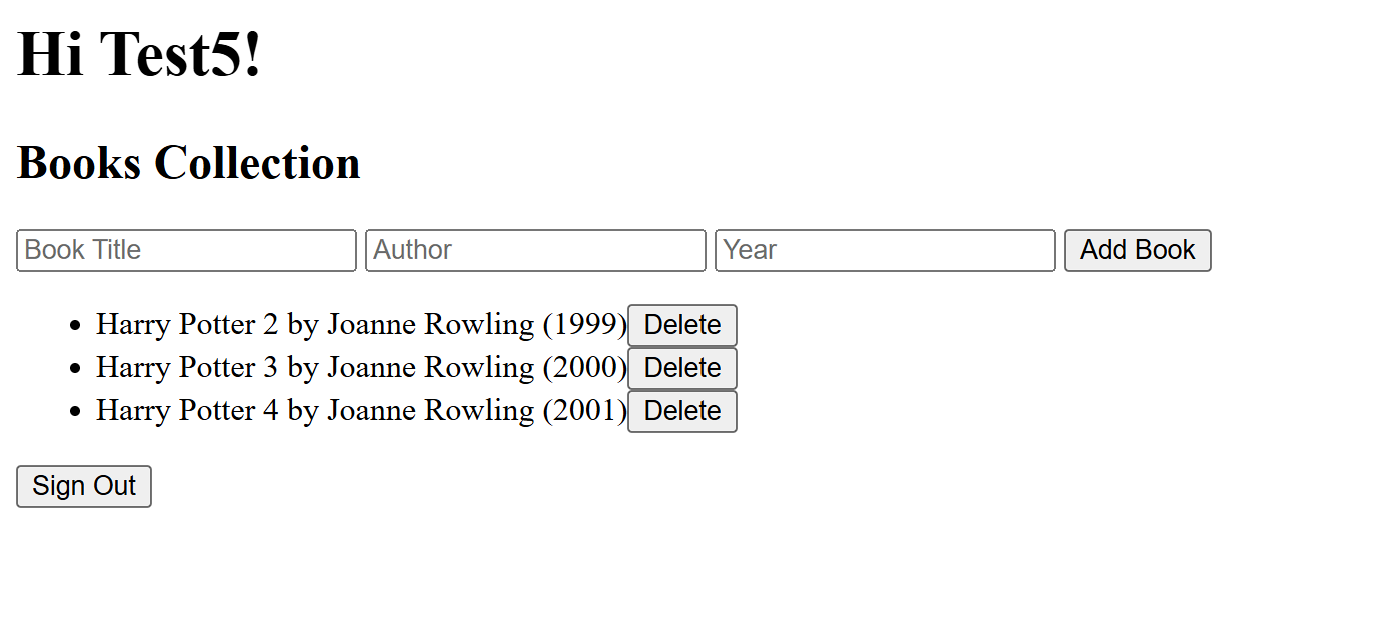 Hi Test5!
Books Collection
Book Title Author Year Add Book
Harry Potter 2 by Joanne Rowling (1999) Delete
Harry Potter 3 by Joanne Rowling (2000) Delete
Harry Potter 4 by Joanne Rowling (2001) Delete
Sign Out